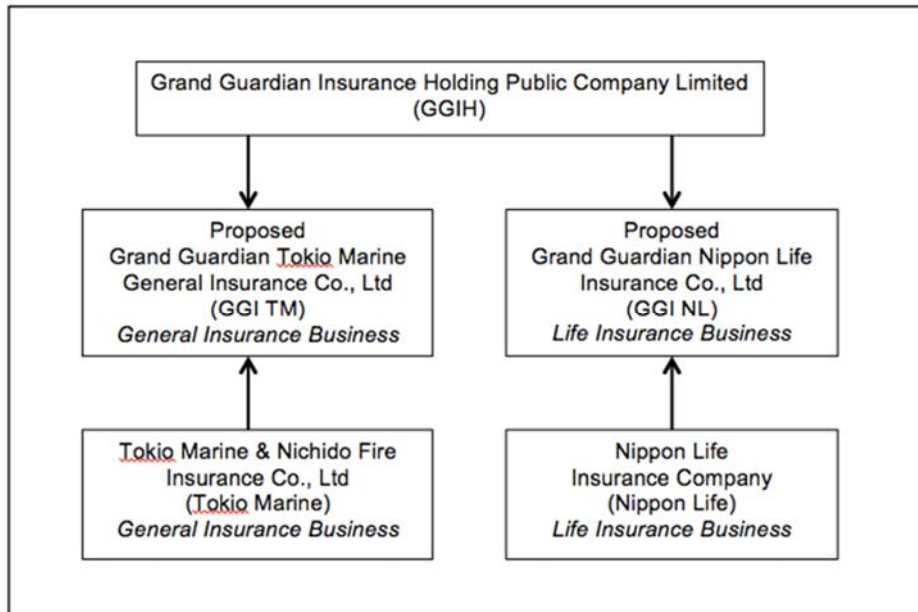 Grand Guardian Insurance Holding Public Company Limited
(GGIH)
Proposed
Grand Guardian Tokio Marine
General Insurance Co., Ltd
(GGI TM)
General Insurance Business
Proposed
Grand Guardian Nippon Life
Insurance Co., Ltd
(GGI NL)
Life Insurance Business
Tokio Marine & Nichido Fire
Insurance Co., Ltd
(Tokio Marine)
General Insurance Business
Nippon Life
Insurance Company
(Nippon Life)
Life Insurance Business